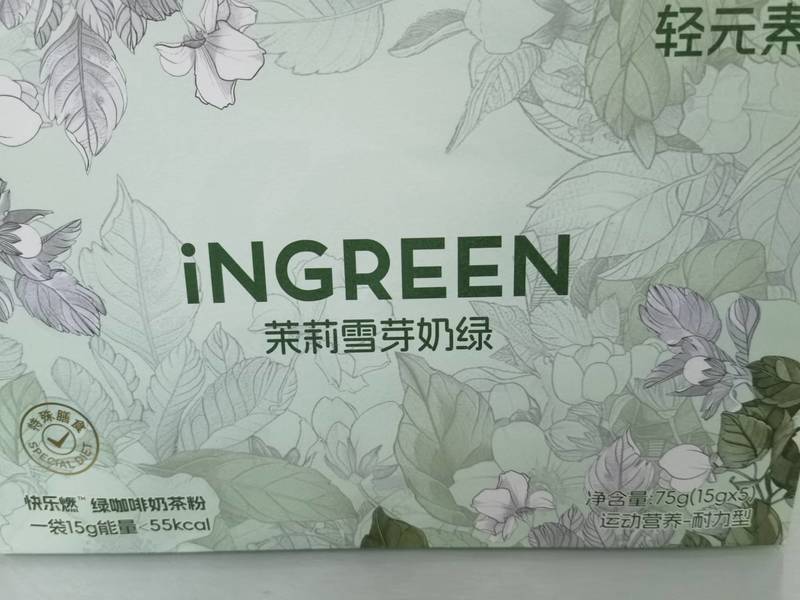 轻元素
iNGREEN
茉莉雪芽奶绿
特殊膳食
SPECIAL DIET
快乐燃™ 绿咖啡奶茶粉
一袋15g能量<55kcal
净含量:75g(15g×5)
运动营养-耐力型